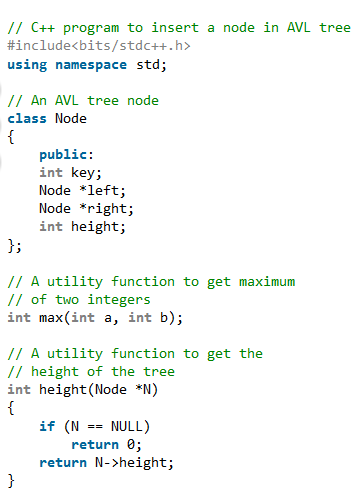 // C++ program to insert a node in AVL tree
#include<bits/stdc++.h>
using namespace std;

// An AVL tree node
class Node
{
    public:
    int key;
    Node *left;
    Node *right;
    int height;
};

// A utility function to get maximum
// of two integers
int max(int a, int b);

// A utility function to get the
// height of the tree
int height(Node *N)
{
    if (N == NULL)
        return 0;
    return N->height;
}